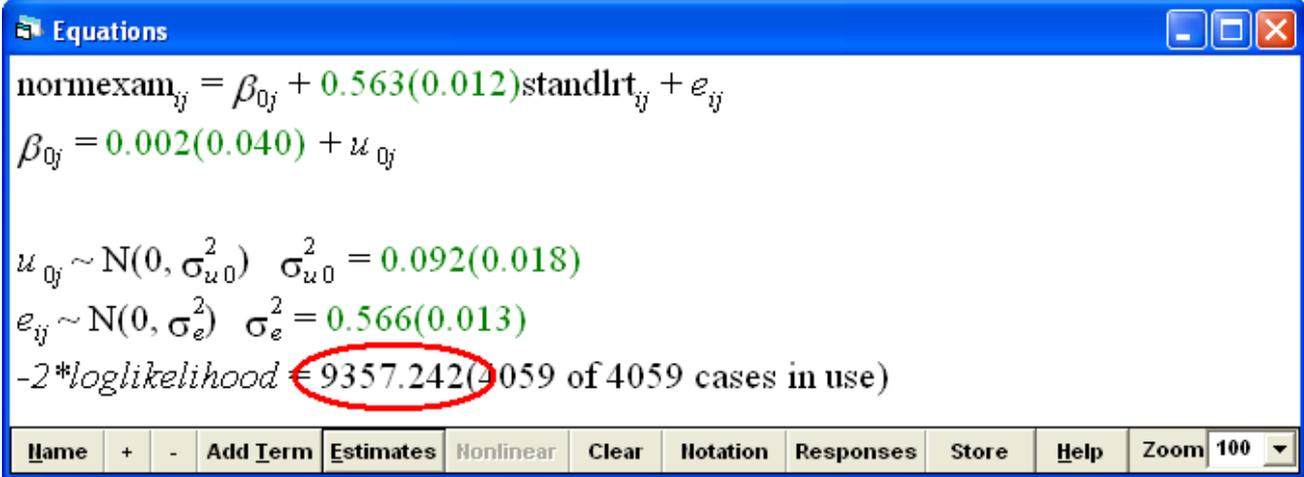 Equations
normexam_ij = β_0j + 0.563(0.012)standlrt_ij + e_ij
β_0j = 0.002(0.040) + u_0j
u_0j ~ N(0, σ²_u0) σ²_u0 = 0.092(0.018)
e_ij ~ N(0, σ²_e) σ²_e = 0.566(0.013)
-2*loglikelihood = 9357.242(4059 of 4059 cases in use)
Name + - Add Term Estimates Nonlinear Clear Notation Responses Store Help Zoom 100